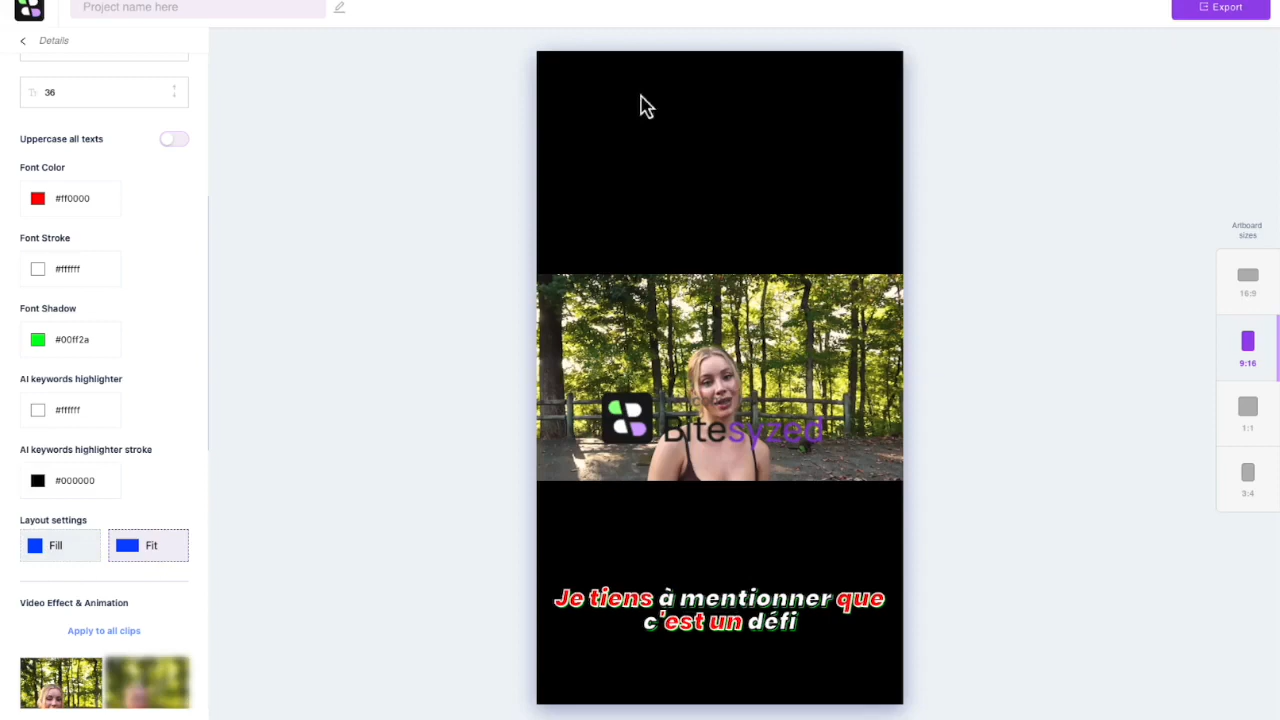 Project name here
Export
Details
36
Uppercase all texts
Font Color
#ff0000
Font Stroke
#ffffff
Font Shadow
#00ff2a
AI keywords highlighter
#ffffff
AI keywords highlighter stroke
#000000
Layout settings
Fill
Fit
Video Effect & Animation
Apply to all clips
Bitesyzed
Je tiens à mentionner que
c'est un défi
Artboard
sizes
16:9
9:16
1:1
3:4